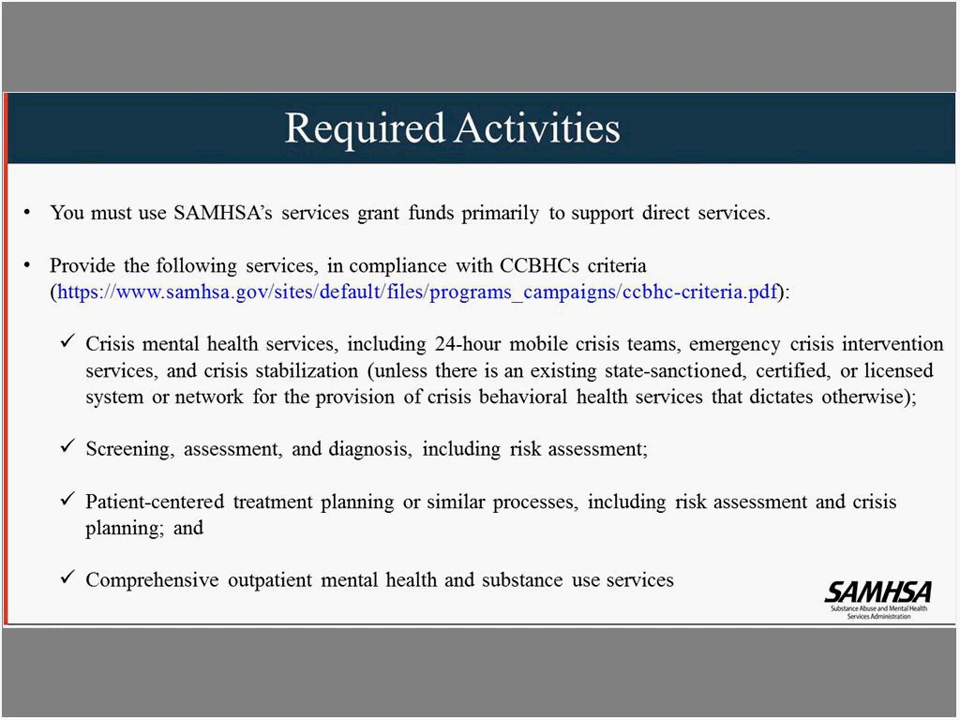 Required Activities
• You must use SAMHSA’s services grant funds primarily to support direct services.
• Provide the following services, in compliance with CCBHCs criteria
(https://www.samhsa.gov/sites/default/files/programs_campaigns/ccbhc-criteria.pdf):
✓ Crisis mental health services, including 24-hour mobile crisis teams, emergency crisis intervention
services, and crisis stabilization (unless there is an existing state-sanctioned, certified, or licensed
system or network for the provision of crisis behavioral health services that dictates otherwise);
✓ Screening, assessment, and diagnosis, including risk assessment;
✓ Patient-centered treatment planning or similar processes, including risk assessment and crisis
planning; and
✓ Comprehensive outpatient mental health and substance use services
SAMHSA
Substance Abuse and Mental Health
Services Administration